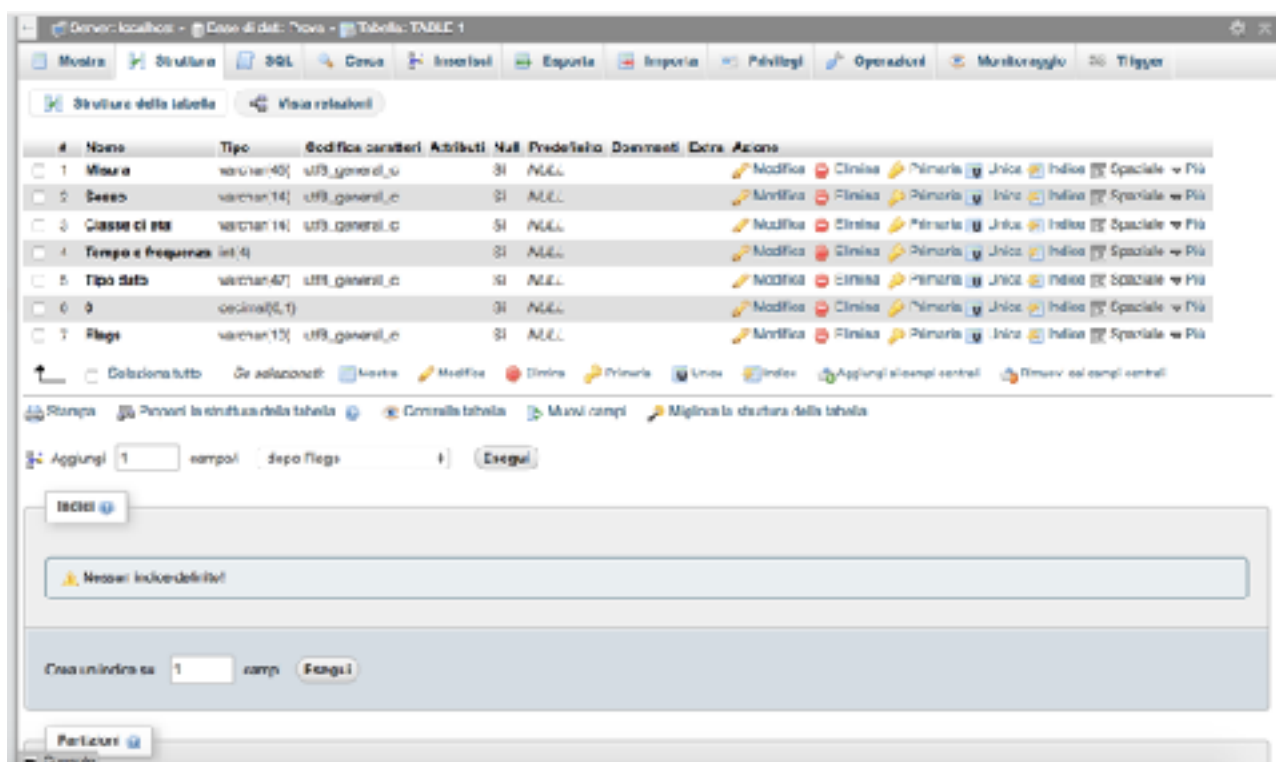 Server: localhost - Base di dati: Prova - Tabella: TABLE 1
Mostra Struttura SQL Cerca Inserisci Esporta Importa Privilegi Operazioni Monitoraggio Trigger
Struttura della tabella Vista relazioni
# Nome Tipo Codifica caratteri Attributi Null Predefinito Commenti Extra Azione
1 Misura utf8_general_ci Sì NULL Modifica Elimina Primaria Unica Indice Spaziale Più
2 Sesso varchar(14) utf8_general_ci Sì NULL Modifica Elimina Primaria Unica Indice Spaziale Più
3 Classe di età utf8_general_ci Sì NULL Modifica Elimina Primaria Unica Indice Spaziale Più
4 Tempo e frequenza int(4) Sì NULL Modifica Elimina Primaria Unica Indice Spaziale Più
5 Tipo dato varchar(47) utf8_general_ci Sì NULL Modifica Elimina Primaria Unica Indice Spaziale Più
6 decimal(6,1) Sì NULL Modifica Elimina Primaria Unica Indice Spaziale Più
7 Flags utf8_general_ci Sì NULL Modifica Elimina Primaria Unica Indice Spaziale Più
Seleziona tutto Se selezionati: Mostra Modifica Elimina Primaria Unica Indice Aggiungi ai campi centrali Rimuovi dai campi centrali
Stampa Proponi la struttura della tabella Controlla tabella Muovi campi Migliora la struttura della tabella
Aggiungi 1 campo/i dopo Flags Esegui
Indici
Nessun indice definito!
Crea un indice su 1 campi Esegui
Partizioni